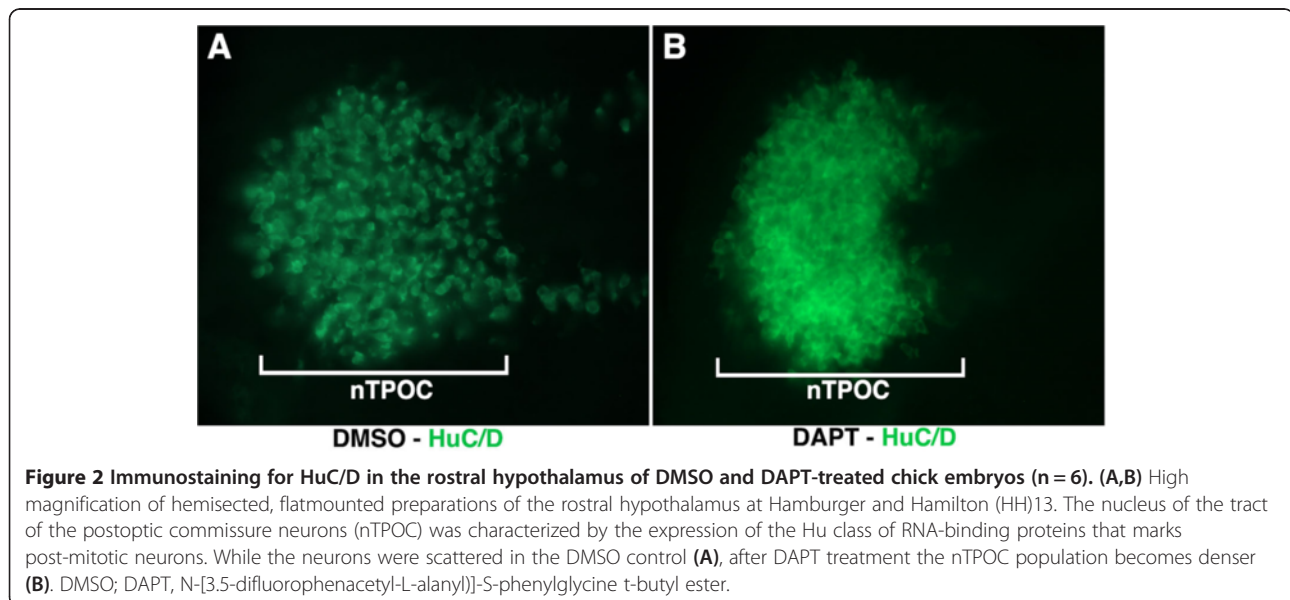 A
B
nTPOC
nTPOC
DMSO - HuC/D
DAPT - HuC/D
Figure 2 Immunostaining for HuC/D in the rostral hypothalamus of DMSO and DAPT-treated chick embryos (n = 6). (A,B) High
magnification of hemisected, flatmounted preparations of the rostral hypothalamus at Hamburger and Hamilton (HH)13. The nucleus of the tract
of the postoptic commissure neurons (nTPOC) was characterized by the expression of the Hu class of RNA-binding proteins that marks
post-mitotic neurons. While the neurons were scattered in the DMSO control (A), after DAPT treatment the nTPOC population becomes denser
(B). DMSO; DAPT, N-[3.5-difluorophenacetyl-L-alanyl)]-S-phenylglycine t-butyl ester.